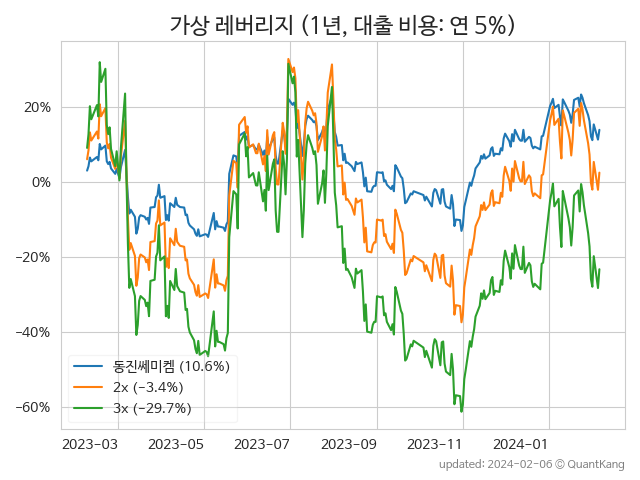 가상 레버리지 (1년, 대출 비용: 연 5%)
20%
0%
−20%
−40%
−60%
동진쎄미켐 (10.6%)
2x (−3.4%)
3x (−29.7%)
2023-03 2023-05 2023-07 2023-09 2023-11 2024-01
updated: 2024-02-06 © QuantKang